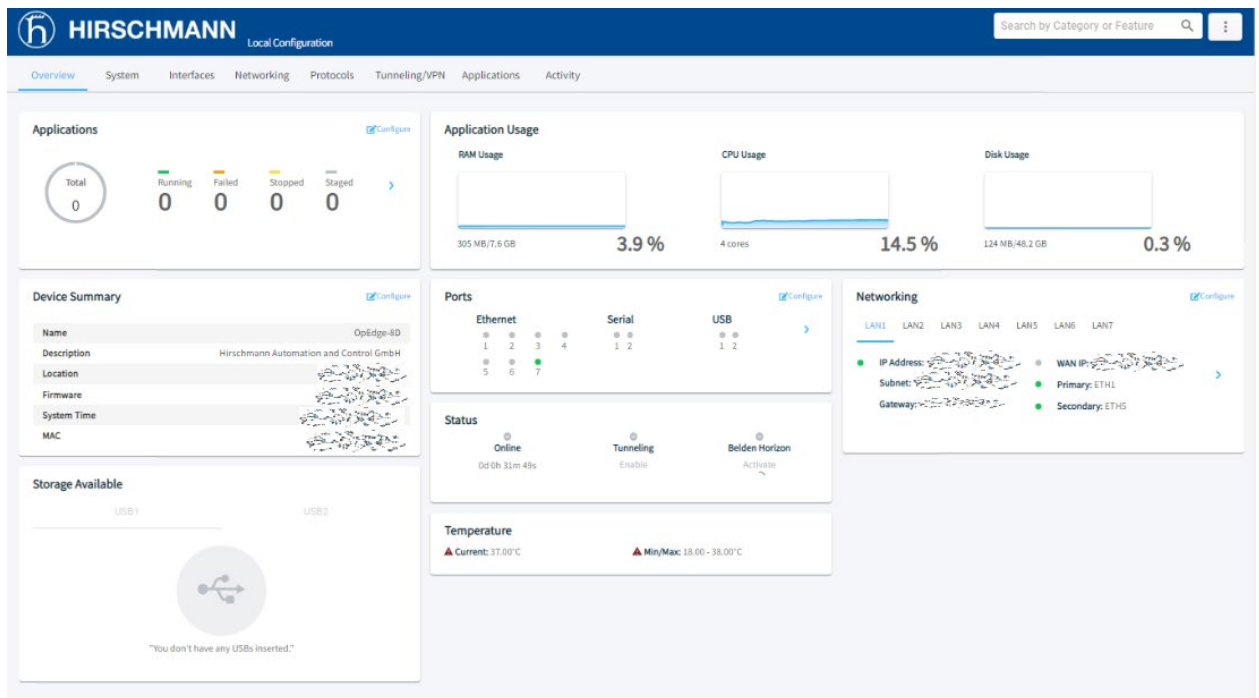 HIRSCHMANN Local Configuration
Search by Category or Feature
Overview System Interfaces Networking Protocols Tunneling/VPN Applications Activity
Applications
Configure
Total
0
Running Failed Stopped Staged
0 0 0 0
Application Usage
RAM Usage CPU Usage Disk Usage
305 MB/7.6 GB 3.9 % 4 cores 14.5 % 124 MB/48.2 GB 0.3 %
Device Summary
Configure
Name OpEdge-8D
Description Hirschmann Automation and Control GmbH
Location
Firmware
System Time
MAC
Ports
Configure
Ethernet Serial USB
1 2 3 4 1 2 1 2
5 6 7
Networking
Configure
LAN1 LAN2 LAN3 LAN4 LAN5 LAN6 LAN7
IP Address: WAN IP:
Subnet: Primary: ETH1
Gateway: Secondary: ETH5
Status
Online Tunneling Belden Horizon
0d 0h 31m 49s Enable Activate
Storage Available
USB1 USB2
"You don't have any USBs inserted."
Temperature
Current: 37.00°C Min/Max: 18.00 - 38.00°C